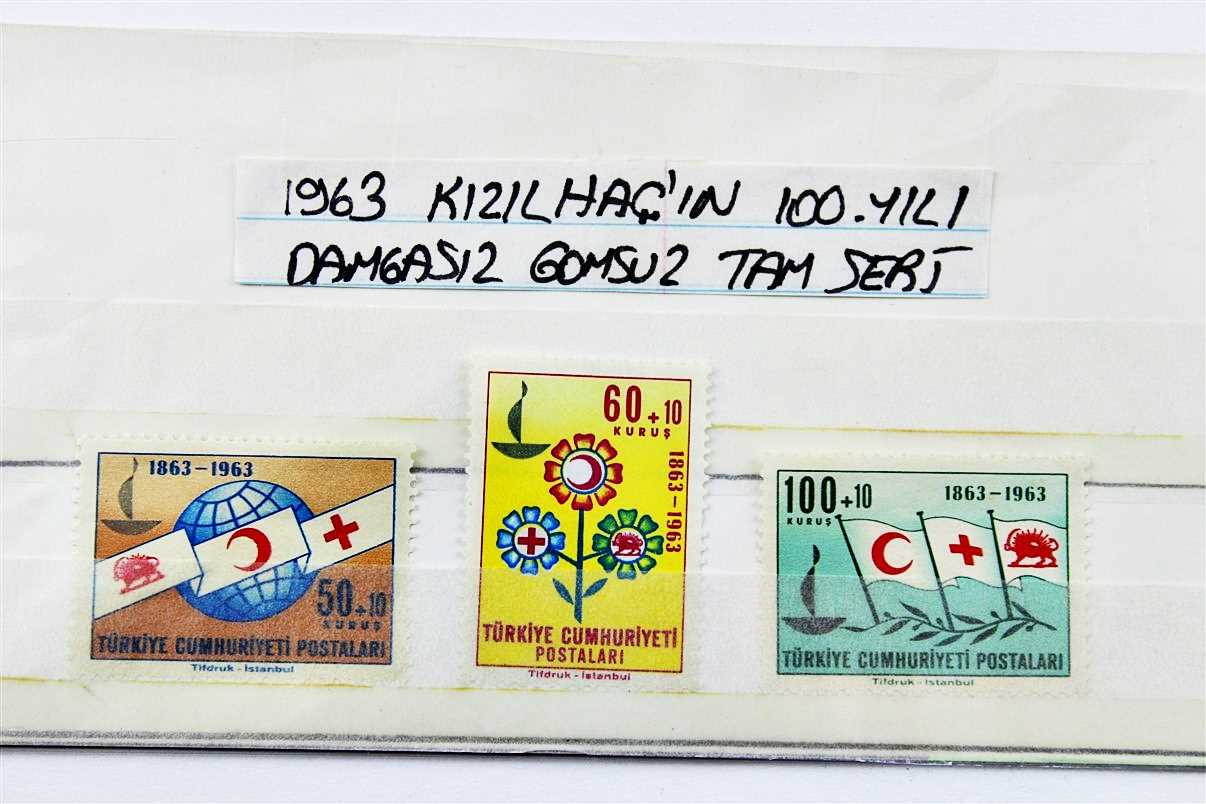 1963 KIZILHAÇ'IN 100.YILI
DAMGASIZ GOMSUZ TAM SERİ
1863-1963
50+10
KURUŞ
TÜRKİYE CUMHURİYETİ POSTALARI
Tifdruk - İstanbul
60+10
KURUŞ
1863-1963
TÜRKİYE CUMHURİYETİ
POSTALARI
Tifdruk - İstanbul
100+10
KURUŞ
1863-1963
TÜRKİYE CUMHURİYETİ POSTALARI
Tifdruk - İstanbul